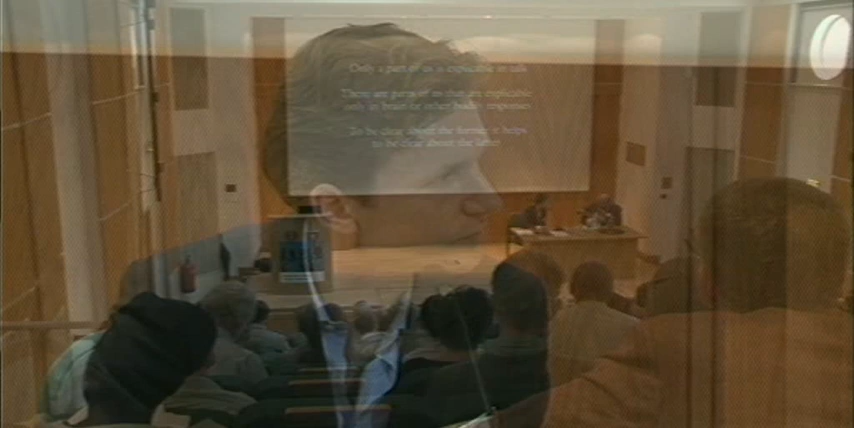 Only a part of us is explicable in talk
There are parts of us that are explicable
only in brain or other bodily responses
To be clear about the former it helps
to be clear about the latter